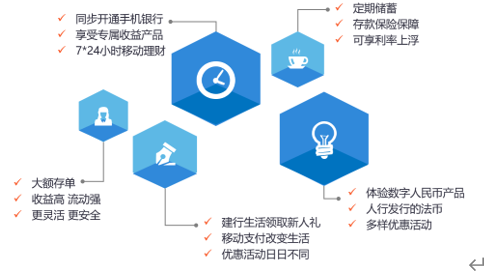 同步开通手机银行
享受专属收益产品
7*24小时移动理财
定期储蓄
存款保险保障
可享利率上浮
大额存单
收益高 流动强
更灵活 更安全
建行生活领取新人礼
移动支付改变生活
优惠活动日日不同
体验数字人民币产品
人行发行的法币
多样优惠活动